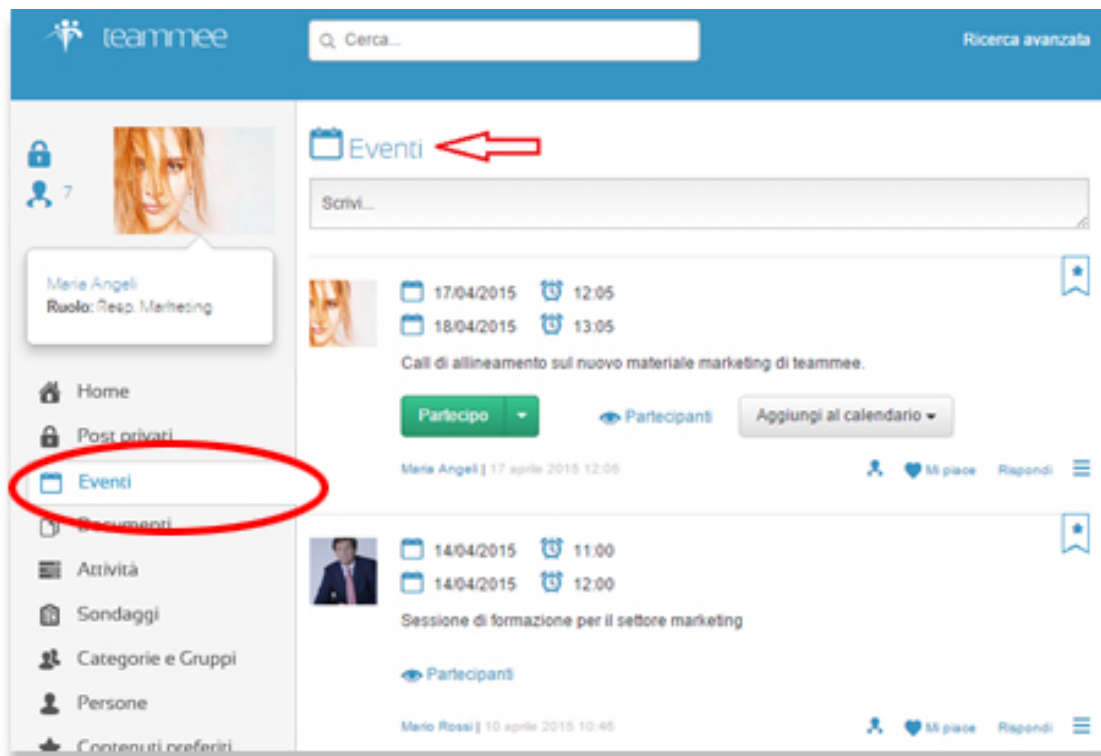 teammee
Cerca...
Ricerca avanzata
7
Maria Angeli
Ruolo: Resp. Marketing
Home
Post privati
Eventi
Documenti
Attività
Sondaggi
Categorie e Gruppi
Persone
Contenuti preferiti
Eventi
Scrivi...
17/04/2015 12:05
18/04/2015 13:05
Call di allineamento sul nuovo materiale marketing di teammee.
Partecipo Partecipanti Aggiungi al calendario
Maria Angeli | 17 aprile 2015 12:05 Mi piace Rispondi
14/04/2015 11:00
14/04/2015 12:00
Sessione di formazione per il settore marketing
Partecipanti
Mario Rossi | 10 aprile 2015 10:46 Mi piace Rispondi